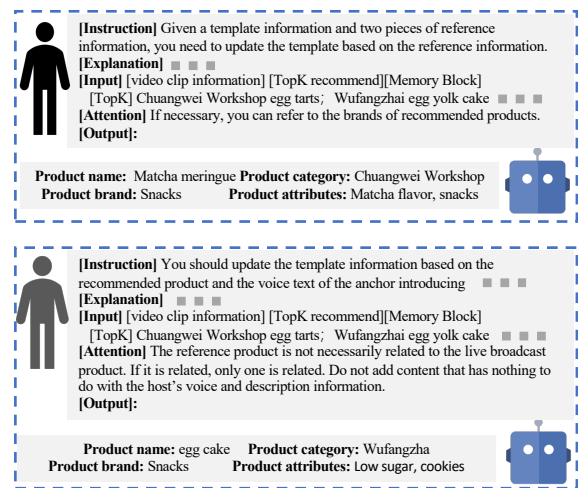 [Instruction] Given a template information and two pieces of reference
information, you need to update the template based on the reference information.
[Explanation]
[Input] [video clip information] [TopK recommend][Memory Block]
[TopK] Chuangwei Workshop egg tarts; Wufangzhai egg yolk cake
[Attention] If necessary, you can refer to the brands of recommended products.
[Output]:
Product name: Matcha meringue Product category: Chuangwei Workshop
Product brand: Snacks Product attributes: Matcha flavor, snacks
[Instruction] You should update the template information based on the
recommended product and the voice text of the anchor introducing
[Explanation]
[Input] [video clip information] [TopK recommend][Memory Block]
[TopK] Chuangwei Workshop egg tarts; Wufangzhai egg yolk cake
[Attention] The reference product is not necessarily related to the live broadcast
product. If it is related, only one is related. Do not add content that has nothing to
do with the host's voice and description information.
[Output]:
Product name: egg cake Product category: Wufangzha
Product brand: Snacks Product attributes: Low sugar, cookies